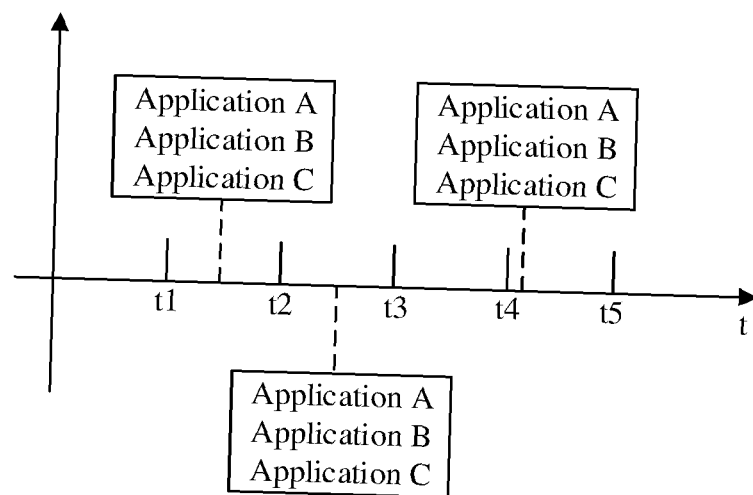 Application A
Application B
Application C
Application A
Application B
Application C
t1
t2
t3
t4
t5
t
Application A
Application B
Application C